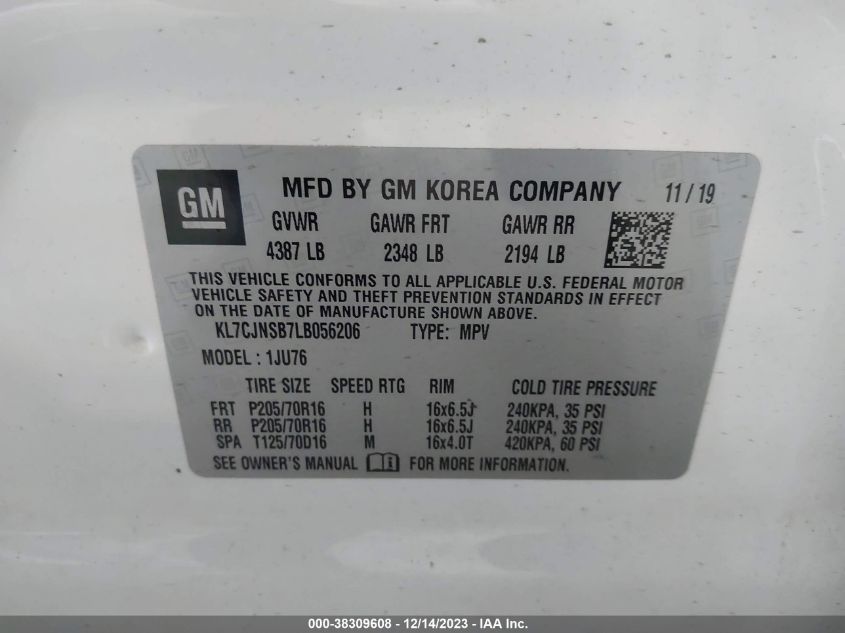 GM
MFD BY GM KOREA COMPANY 11 / 19
GVWR GAWR FRT GAWR RR
4387 LB 2348 LB 2194 LB
THIS VEHICLE CONFORMS TO ALL APPLICABLE U.S. FEDERAL MOTOR
VEHICLE SAFETY AND THEFT PREVENTION STANDARDS IN EFFECT
ON THE DATE OF MANUFACTURE SHOWN ABOVE.
KL7CJNSB7LB056206 TYPE: MPV
MODEL : 1JU76
TIRE SIZE SPEED RTG RIM COLD TIRE PRESSURE
FRT P205/70R16 H 16x6.5J 240KPA, 35 PSI
RR P205/70R16 H 16x6.5J 240KPA, 35 PSI
SPA T125/70D16 M 16x4.0T 420KPA, 60 PSI
SEE OWNER'S MANUAL FOR MORE INFORMATION.
000-38309608 - 12/14/2023 - IAA Inc.